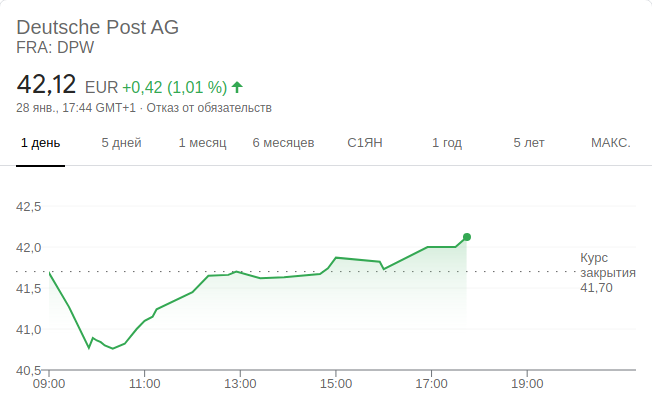 Deutsche Post AG
FRA: DPW
42,12 EUR +0,42 (1,01 %)
28 янв., 17:44 GMT+1 · Отказ от обязательств
1 день 5 дней 1 месяц 6 месяцев С1ЯН 1 год 5 лет МАКС.
42,5
42,0
Курс
закрытия
41,70
41,5
41,0
40,5
09:00 11:00 13:00 15:00 17:00 19:00